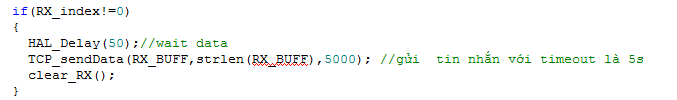 if(RX_index!=0)
{
HAL_Delay(50);//wait data
TCP_sendData(RX_BUFF,strlen(RX_BUFF),5000); //gửi  tin nhắn với timeout là 5s
clear_RX();
}